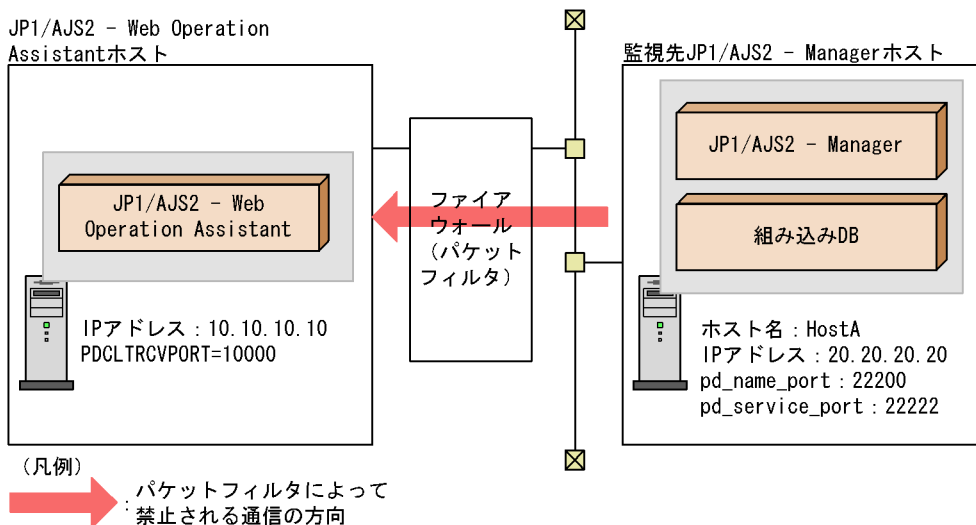 JP1/AJS2 - Web Operation
Assistantホスト
監視先JP1/AJS2 - Managerホスト
JP1/AJS2 - Manager
JP1/AJS2 - Web
Operation Assistant
ファイア
ウォール
（パケット
フィルタ）
組み込みDB
IPアドレス：10.10.10.10
PDCLTRCVPORT=10000
ホスト名：HostA
IPアドレス：20.20.20.20
pd_name_port：22200
pd_service_port：22222
（凡例）
：パケットフィルタによって
禁止される通信の方向